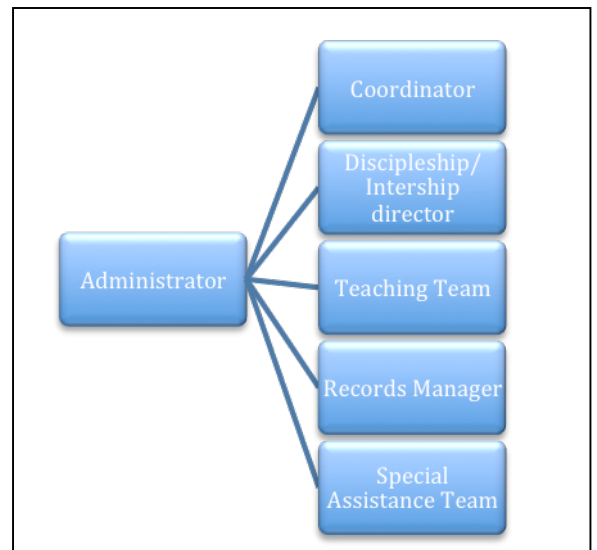 Coordinator
Discipleship/
Intership
director
Administrator
Teaching Team
Records Manager
Special
Assistance Team